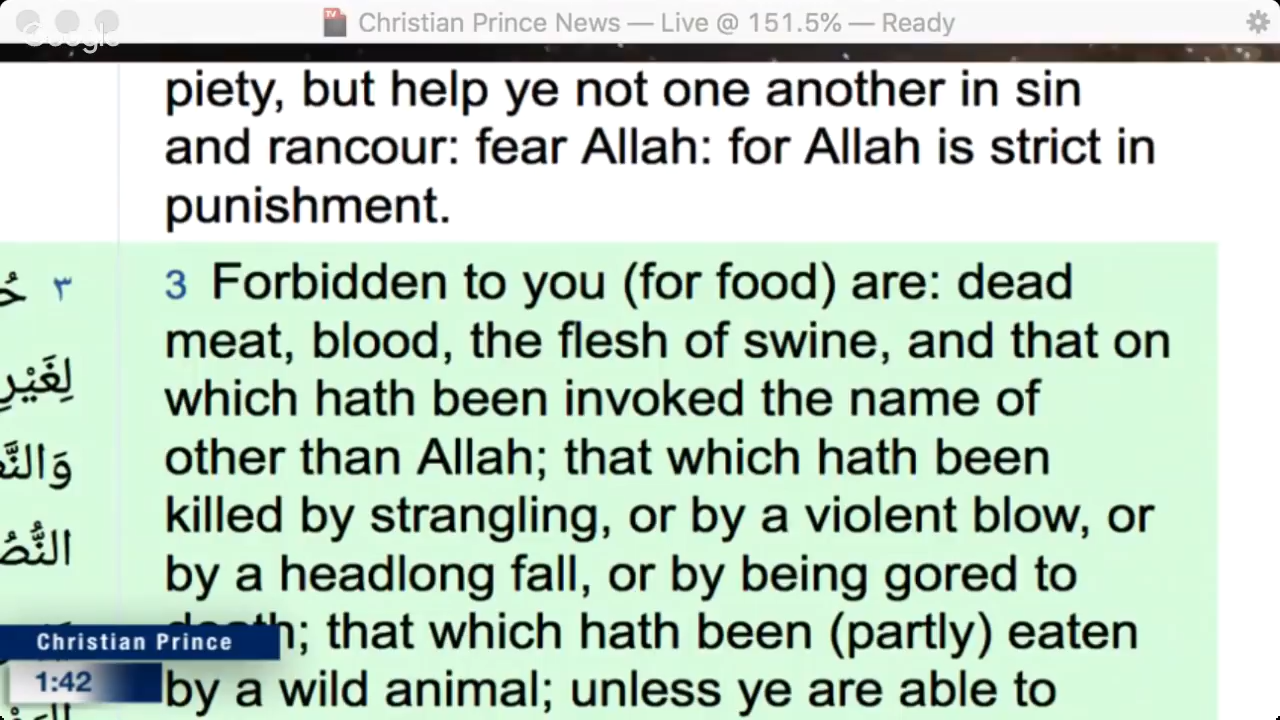 Christian Prince News — Live @ 151.5% — Ready
Google
piety, but help ye not one another in sin
and rancour: fear Allah: for Allah is strict in
punishment.
3 Forbidden to you (for food) are: dead
meat, blood, the flesh of swine, and that on
which hath been invoked the name of
other than Allah; that which hath been
killed by strangling, or by a violent blow, or
by a headlong fall, or by being gored to
death; that which hath been (partly) eaten
by a wild animal; unless ye are able to
٣
لِغَيْرِ
Christian Prince
1:42